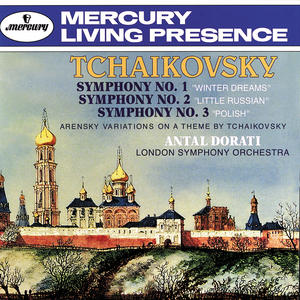 mercury
MERCURY
LIVING PRESENCE
TCHAIKOVSKY
SYMPHONY NO. 1 "WINTER DREAMS"
SYMPHONY NO. 2 "LITTLE RUSSIAN"
SYMPHONY NO. 3 "POLISH"
ARENSKY VARIATIONS ON A THEME BY TCHAIKOVSKY
ANTAL DORATI
LONDON SYMPHONY ORCHESTRA